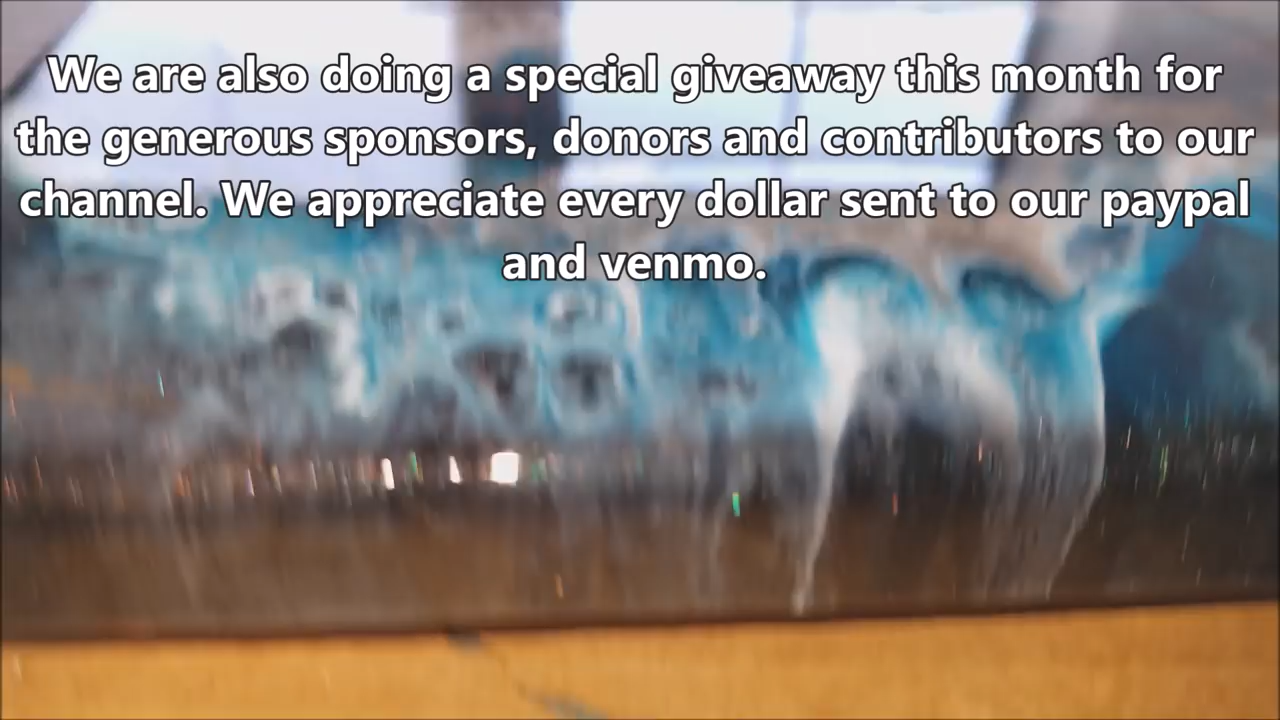 We are also doing a special giveaway this month for
the generous sponsors, donors and contributors to our
channel. We appreciate every dollar sent to our paypal
and venmo.